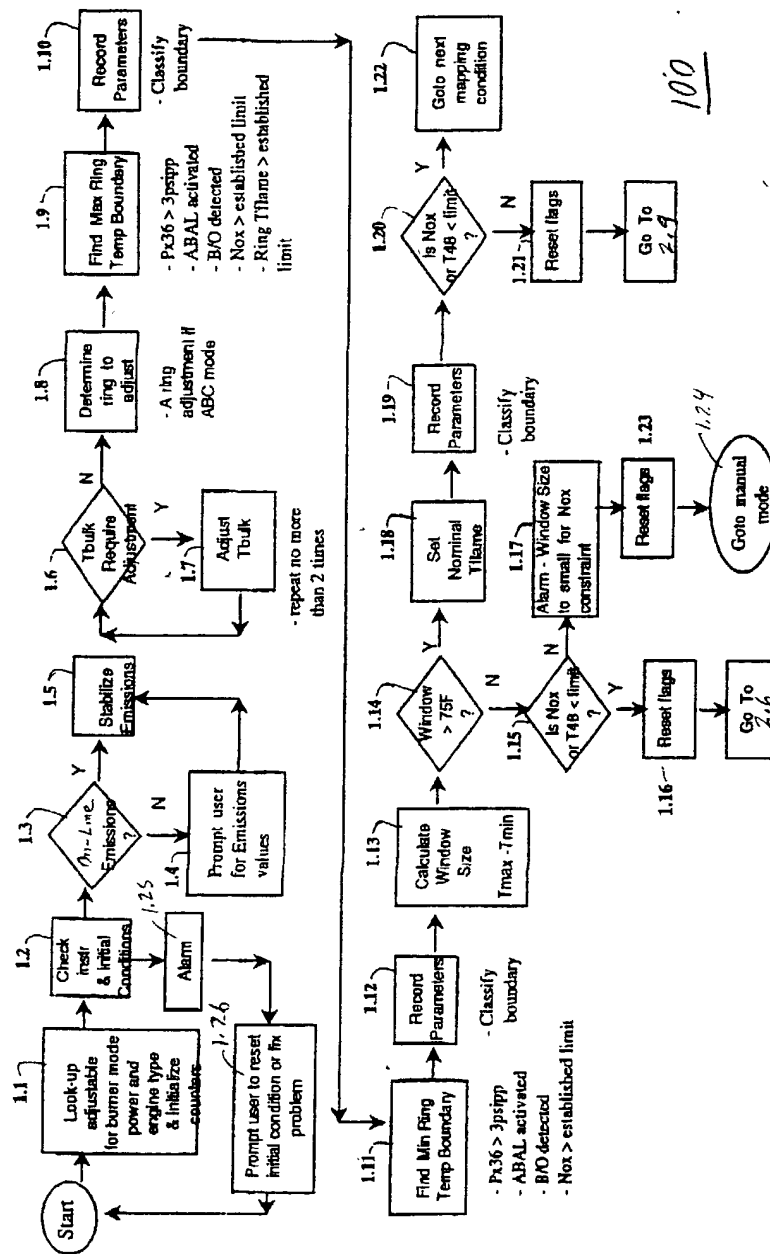 Start
1.1
Look-up
adjustable
for burner mode
power and
engine type
& Initialize
counters
1.2
Check
instr
& Initial
Conditions
1.25
Alarm
1.26
Prompt user to reset
initial condition or fix
problem
1.3
On-Line
Emissions
?
Y
N
1.4
Prompt user
for Emissions
values
1.5
Stabilize
Emissions
1.6
Tbulk
Require
Adjustment
N
Y
1.7
Adjust
Tbulk
- repeat no more
than 2 times
1.8
Determine
ring to
adjust
- A ring
adjustment if
ABC mode
1.9
Find Max Ring
Temp Boundary
- Px36 > 3psipp
- ABAL activated
- B/O detected
- Nox > established limit
- Ring Tflame > established
limit
1.10
Record
Parameters
- Classify
boundary
1.11
Find Min Ring
Temp Boundary
- Px36 > 3psipp
- ABAL activated
- B/O detected
- Nox > established limit
1.12
Record
Parameters
- Classify
boundary
1.13
Calculate
Window
Size
Tmax -Tmin
1.14
Window
> 75F
?
Y
N
1.15
Is Nox
or T48 < limit
?
N
Y
1.16
Reset flags
Go To
2.6
1.17
Alarm - Window Size
to small for Nox
constraint
1.23
Reset flags
1.24
Goto manual
mode
1.18
Set
Nominal
Tflame
1.19
Record
Parameters
- Classify
boundary
1.20
Is Nox
or T48 < limit
?
Y
N
1.21
Reset flags
Go To
2.9
1.22
Goto next
mapping
condition
100